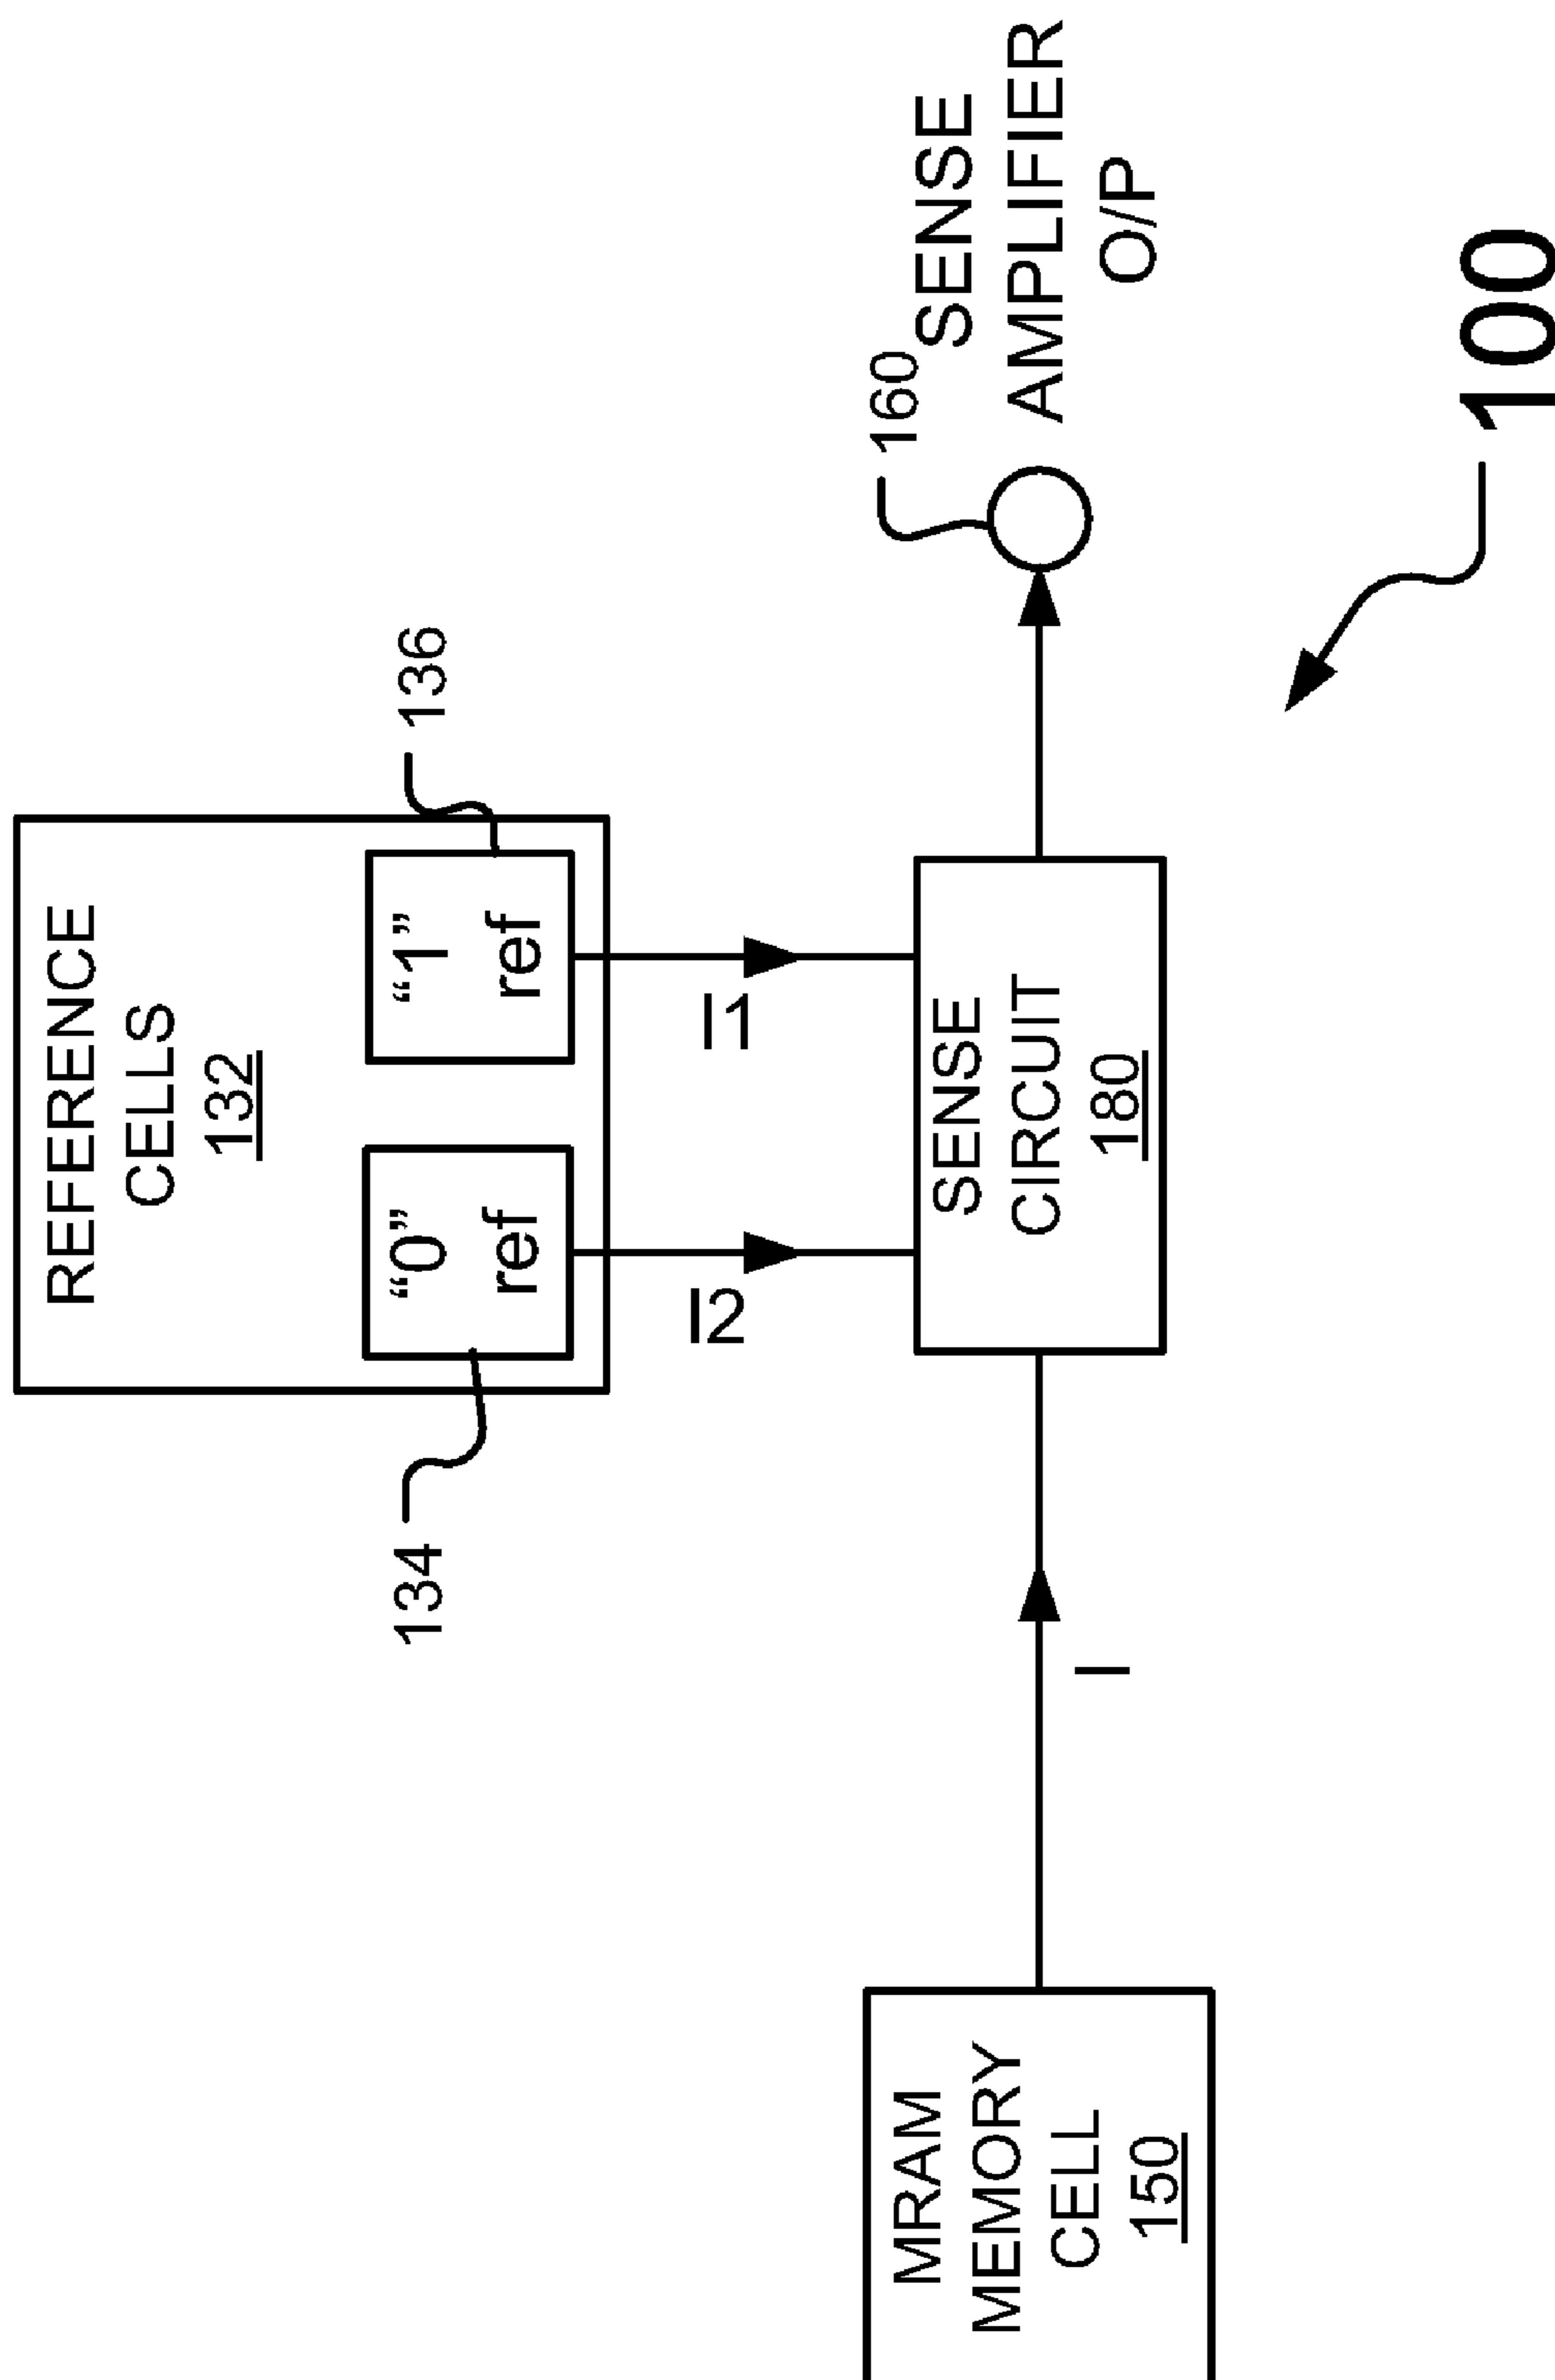 REFERENCE
CELLS
132
134
“0”
ref
“1”
ref
136
I2
I1
MRAM
MEMORY
CELL
150
I
SENSE
CIRCUIT
180
160
SENSE
AMPLIFIER
O/P
100